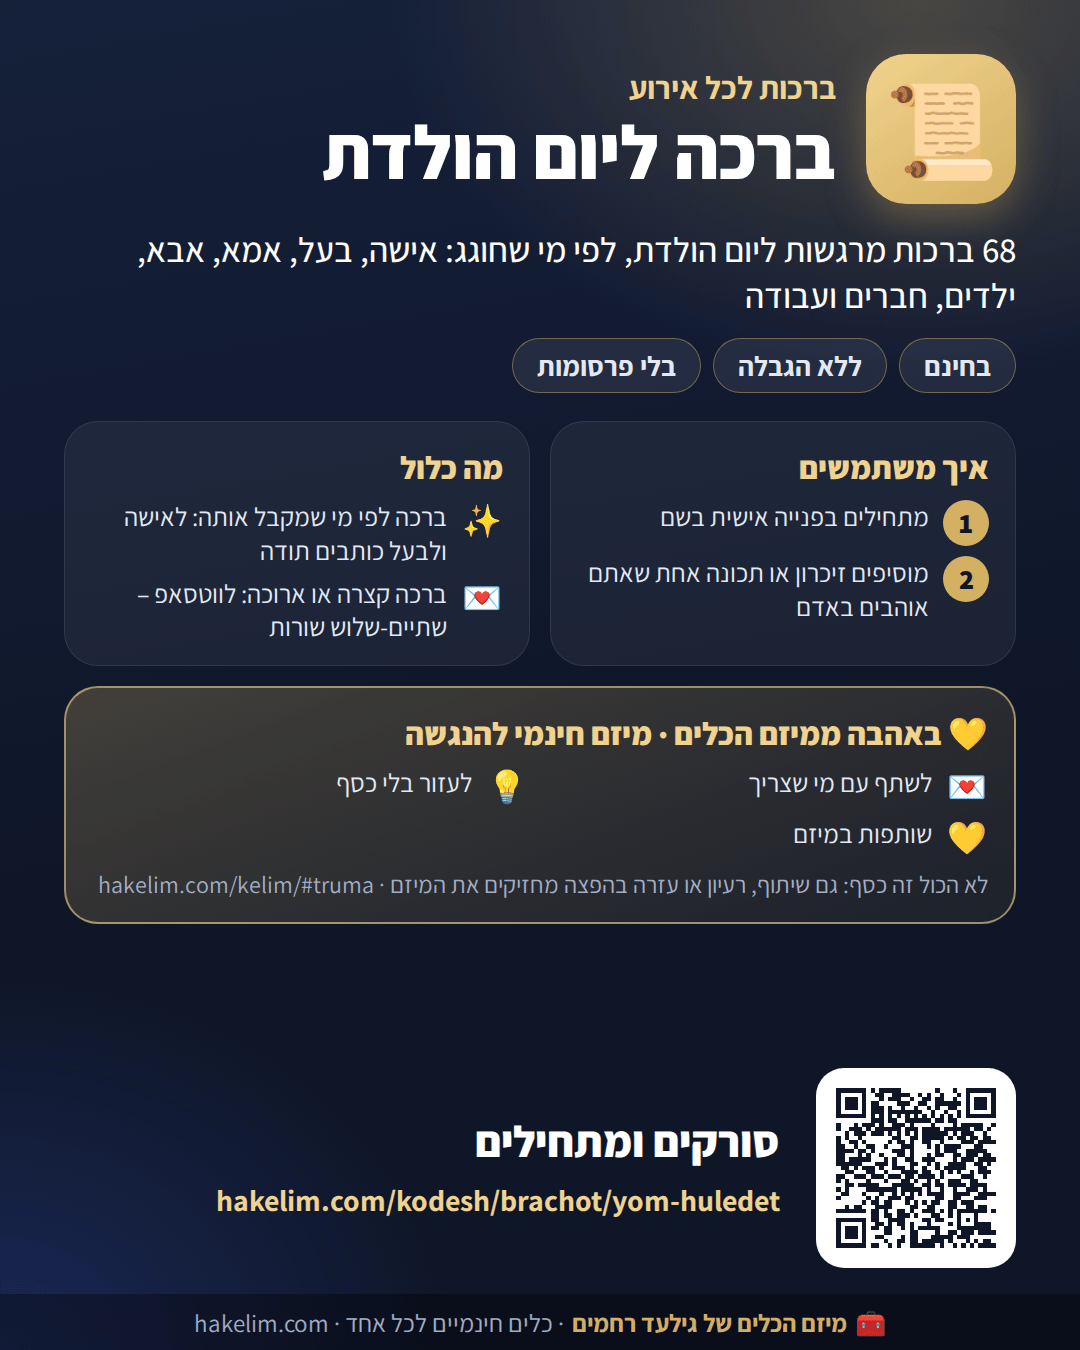 ברכות לכל אירוע
ברכה ליום הולדת
68 ברכות מרגשות ליום הולדת, לפי מי שחוגג: אישה, בעל, אמא, אבא,
ילדים, חברים ועבודה
בחינם
ללא הגבלה
בלי פרסומות
איך משתמשים
1 מתחילים בפנייה אישית בשם
2 מוסיפים זיכרון או תכונה אחת שאתם
אוהבים באדם
מה כלול
ברכה לפי מי שמקבל אותה: לאישה
ולבעל כותבים תודה
ברכה קצרה או ארוכה: לווטסאפ –
שתיים-שלוש שורות
באהבה ממיזם הכלים · מיזם חינמי להנגשה
לשתף עם מי שצריך
לעזור בלי כסף
שותפות במיזם
לא הכול זה כסף: גם שיתוף, רעיון או עזרה בהפצה מחזיקים את המיזם · hakelim.com/kelim/#truma
סורקים ומתחילים
hakelim.com/kodesh/brachot/yom-huledet
מיזם הכלים של גילעד רחמים · כלים חינמיים לכל אחד · hakelim.com